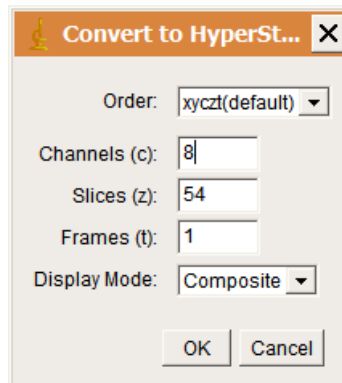 Convert to HyperSt...
Order: xyczt(default)
Channels (c): 8
Slices (z): 54
Frames (t): 1
Display Mode: Composite
OK Cancel